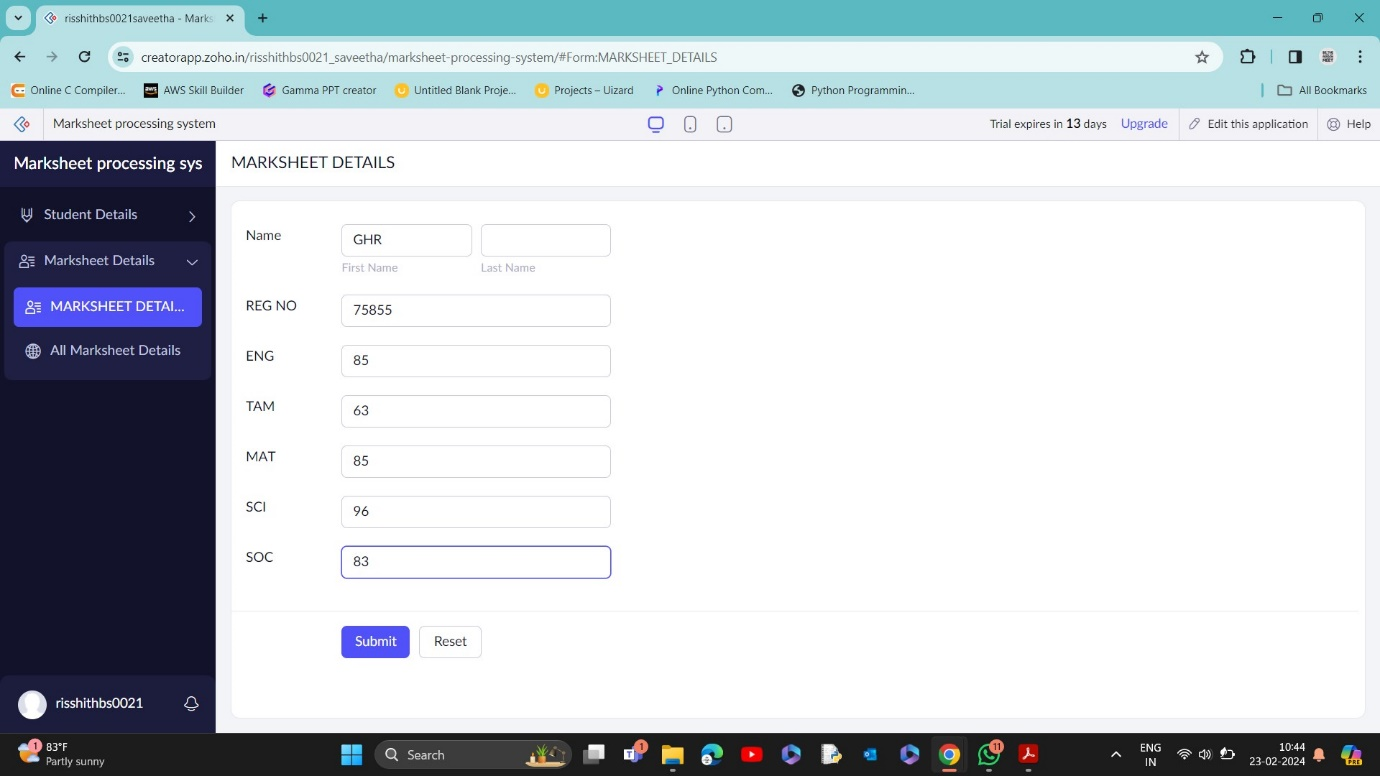 risshithbs0021saveetha - Marks
creatorapp.zoho.in/risshithbs0021_saveetha/marksheet-processing-system/#Form:MARKSHEET_DETAILS
Online C Compiler... AWS Skill Builder Gamma PPT creator Untitled Blank Proje... Projects – Uizard Online Python Com... Python Programmin... All Bookmarks
Marksheet processing system Trial expires in 13 days Upgrade Edit this application Help
Marksheet processing sys
MARKSHEET DETAILS
Student Details
Marksheet Details
MARKSHEET DETAI...
All Marksheet Details
Name GHR
First Name Last Name
REG NO 75855
ENG 85
TAM 63
MAT 85
SCI 96
SOC 83
Submit Reset
risshithbs0021
1 83°F
Partly sunny
Search
1
11
ENG
IN
10:44
23-02-2024
PRE